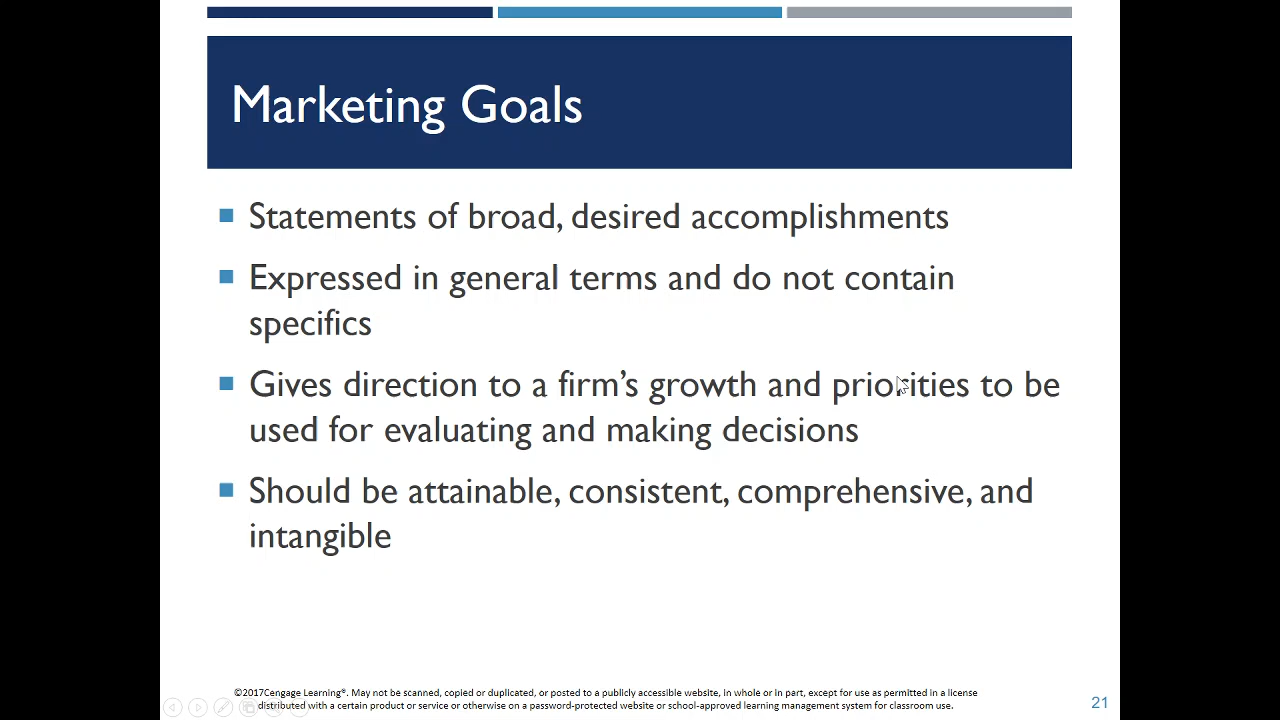 Marketing Goals
Statements of broad, desired accomplishments
Expressed in general terms and do not contain
specifics
Gives direction to a firm's growth and priorities to be
used for evaluating and making decisions
Should be attainable, consistent, comprehensive, and
intangible
©2017Cengage Learning®. May not be scanned, copied or duplicated, or posted to a publicly accessible website, in whole or in part, except for use as permitted in a license
distributed with a certain product or service or otherwise on a password-protected website or school-approved learning management system for classroom use.
21